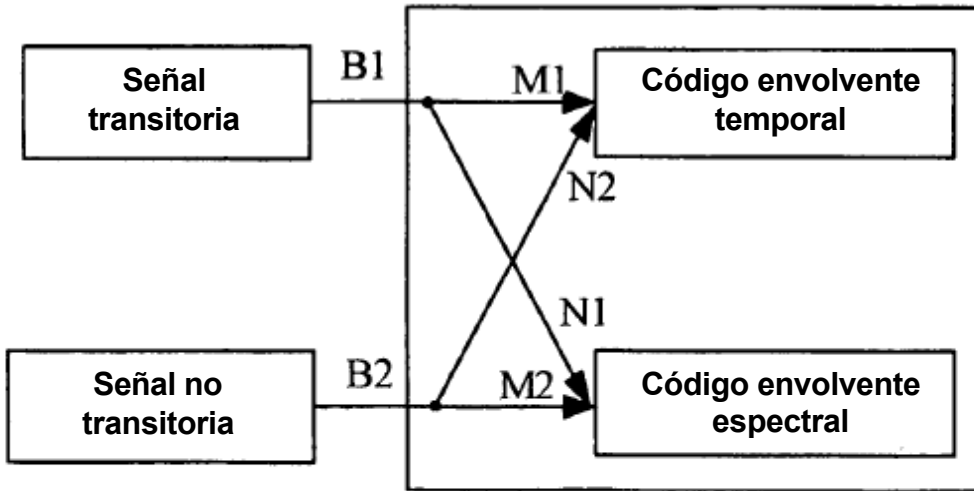 Señal
transitoria
B1
M1
Código envolvente
temporal
N2
N1
Señal no
transitoria
B2
M2
Código envolvente
espectral